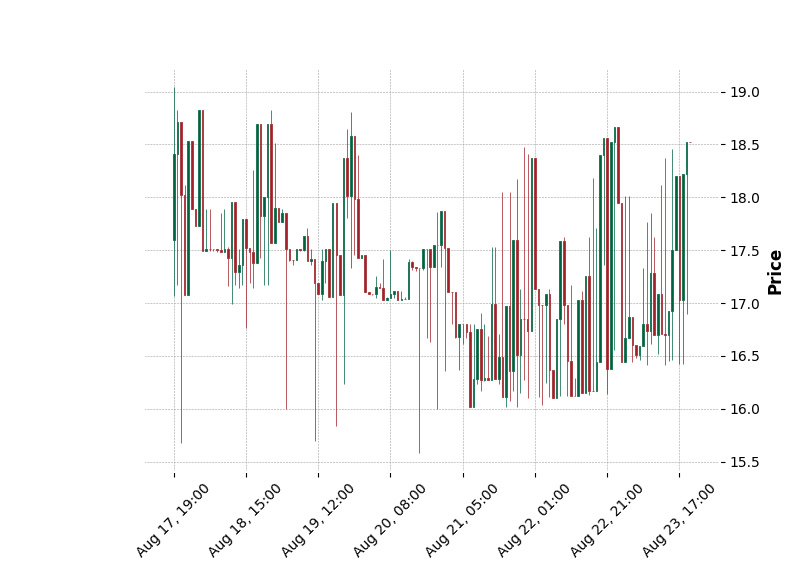 19.0
18.5
18.0
17.5
17.0
16.5
16.0
15.5
Price
Aug 17, 19:00
Aug 18, 15:00
Aug 19, 12:00
Aug 20, 08:00
Aug 21, 05:00
Aug 22, 01:00
Aug 22, 21:00
Aug 23, 17:00